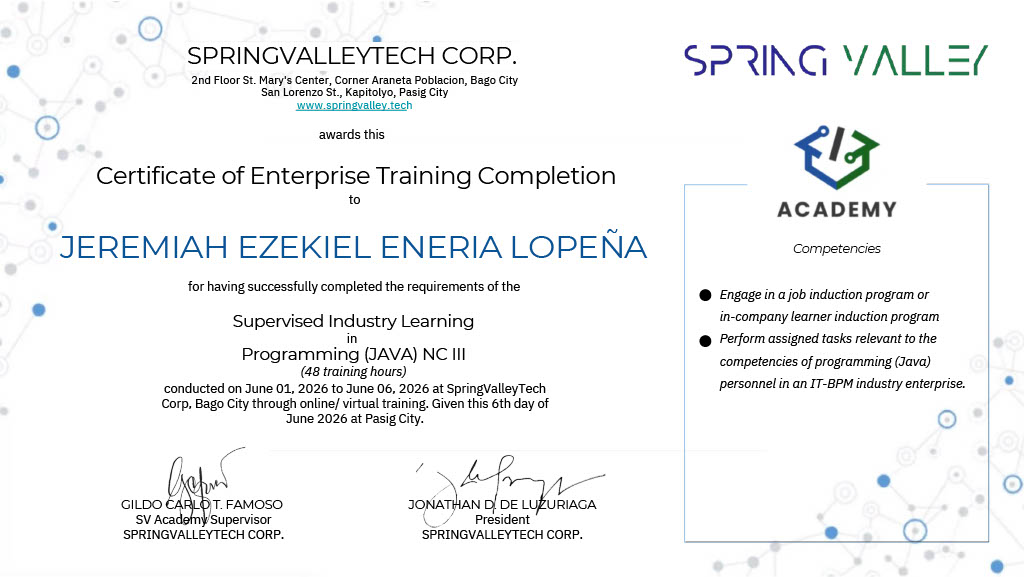 SPRINGVALLEYTECH CORP.
2nd Floor St. Mary's Center, Corner Araneta Poblacion, Bago City
San Lorenzo St., Kapitolyo, Pasig City
www.springvalley.tech
awards this
Certificate of Enterprise Training Completion
to
JEREMIAH EZEKIEL ENERIA LOPEÑA
for having successfully completed the requirements of the
Supervised Industry Learning
in
Programming (JAVA) NC III
(48 training hours)
conducted on June 01, 2026 to June 06, 2026 at SpringValleyTech
Corp, Bago City through online/ virtual training. Given this 6th day of
June 2026 at Pasig City.
GILDO CARLO T. FAMOSO
SV Academy Supervisor
SPRINGVALLEYTECH CORP.
JONATHAN D. DE LUZURIAGA
President
SPRINGVALLEYTECH CORP.
SPRING VALLEY
ACADEMY
Competencies
● Engage in a job induction program or
in-company learner induction program
● Perform assigned tasks relevant to the
competencies of programming (Java)
personnel in an IT-BPM industry enterprise.